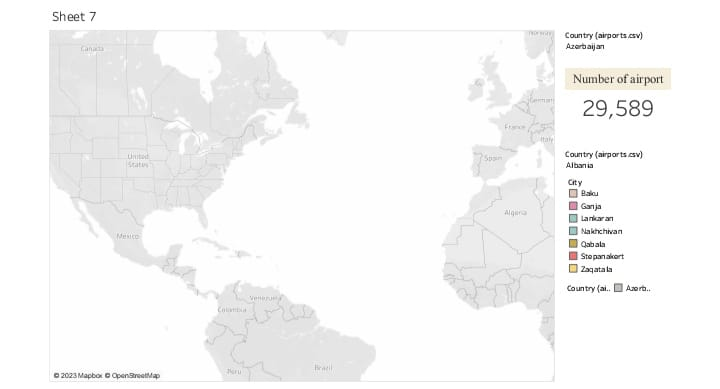 Sheet 7
Canada
United
States
Mexico
Venezuela
Colombia
Peru
Brazil
Norway
German
France
Italy
Spain
Algeria
© 2023 Mapbox © OpenStreetMap
Country (airports.csv)
Azerbaijan
Number of airport
29,589
Country (airports.csv)
Albania
City
Baku
Ganja
Lankaran
Nakhchivan
Qabala
Stepanakert
Zaqatala
Country (ai.. Azerb..